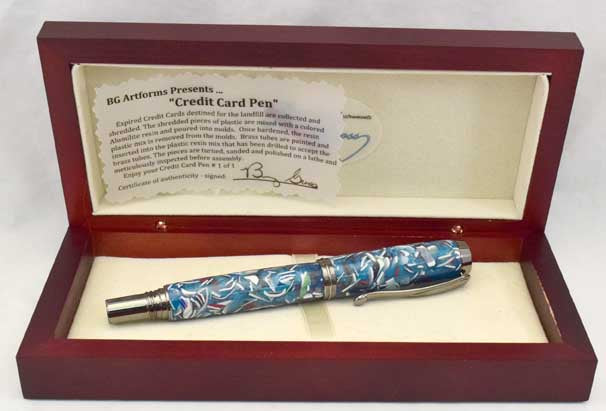 BG Artforms Presents ...
"Credit Card Pen"
Expired Credit Cards destined for the landfill are collected and
shredded. The shredded pieces of plastic are mixed with a colored
Alumilite resin and poured into molds. Once hardened, the resin
plastic mix is removed from the molds. Brass tubes are painted and
inserted into the plastic resin mix that has been drilled to accept the
brass tubes. The pieces are turned, sanded and polished on a lathe and
meticulously inspected before assembly.
Enjoy your Credit Card Pen # 1 of 1
Certificate of authenticity - signed: